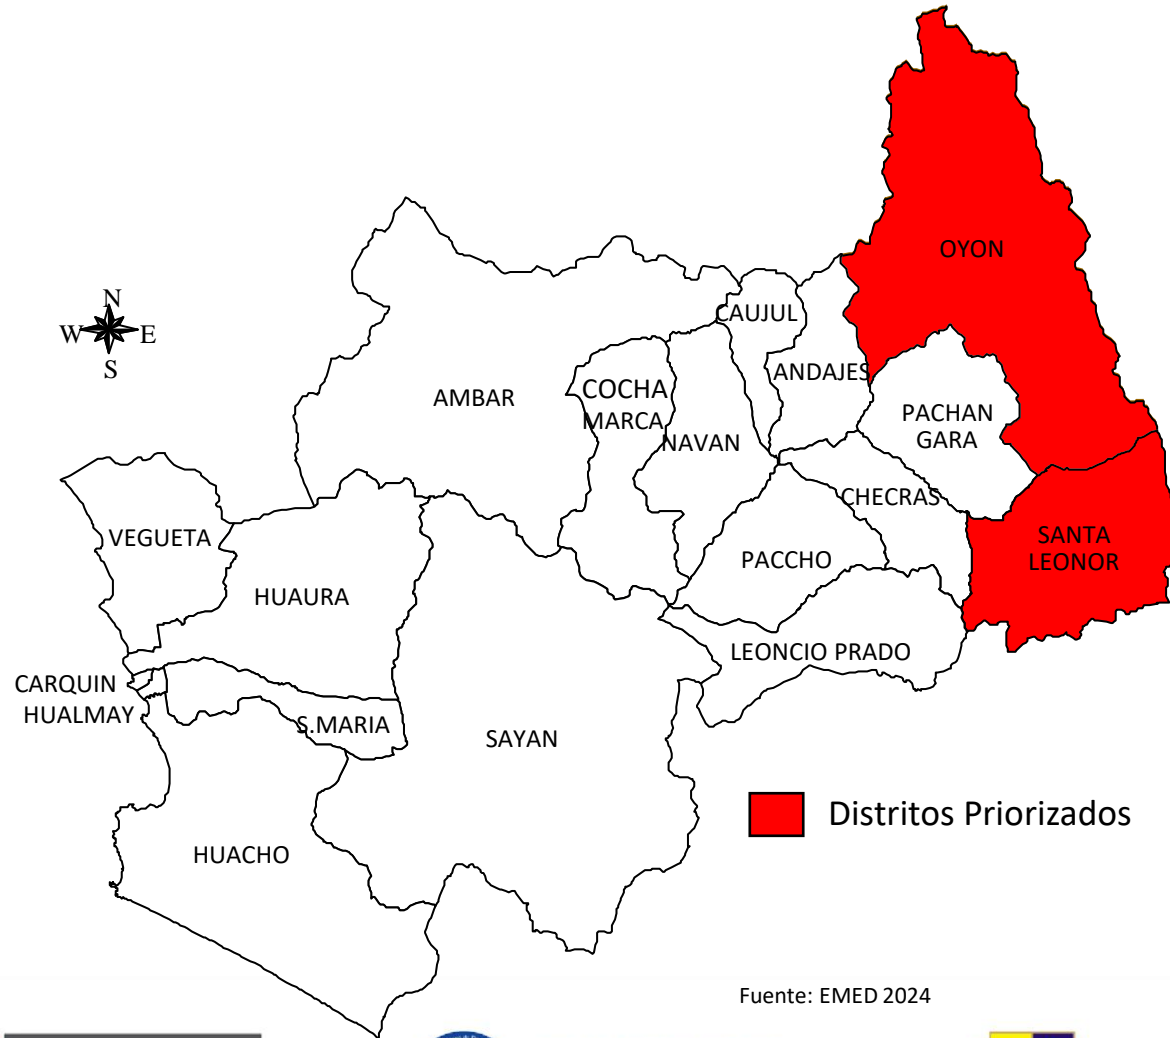 OYON
N
W E
S
CAUJUL
ANDAJES
AMBAR
COCHA
MARCA
NAVAN
PACHAN
GARA
CHECRAS
VEGUETA
HUAURA
PACCHO
SANTA
LEONOR
LEONCIO PRADO
CARQUIN
HUALMAY
S.MARIA
SAYAN
Distritos Priorizados
HUACHO
Fuente: EMED 2024